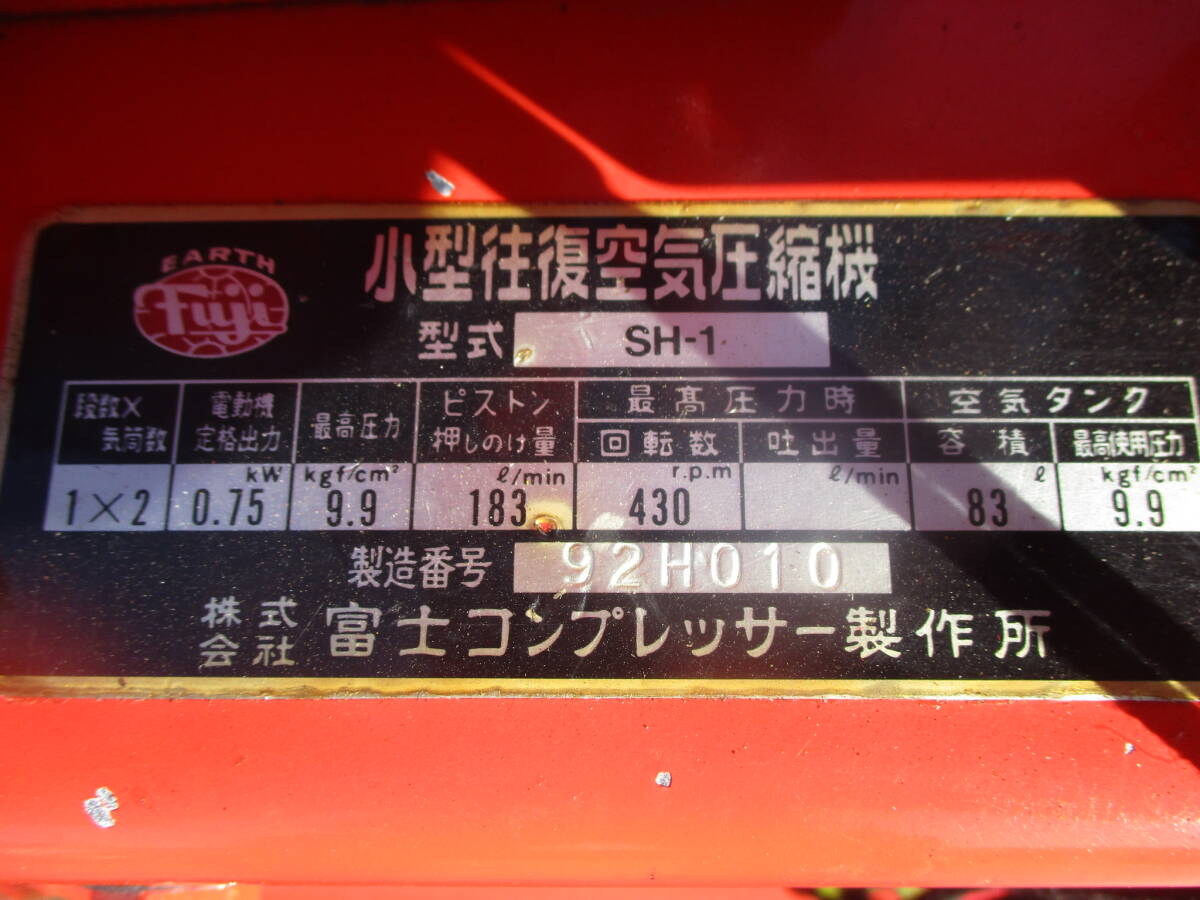 EARTH
Fuji
小型往復空気圧縮機
型式 SH-1
段数× 電動機 最高圧力 ピストン 最高圧力時 空気タンク
気筒数 定格出力 押しのけ量 回転数 吐出量 容積 最高使用圧力
kW kgf/cm² ℓ/min r.p.m ℓ/min ℓ kgf/cm²
1×2 0.75 9.9 183 430 83 9.9
製造番号 92H010
株式会社 富士コンプレッサー製作所